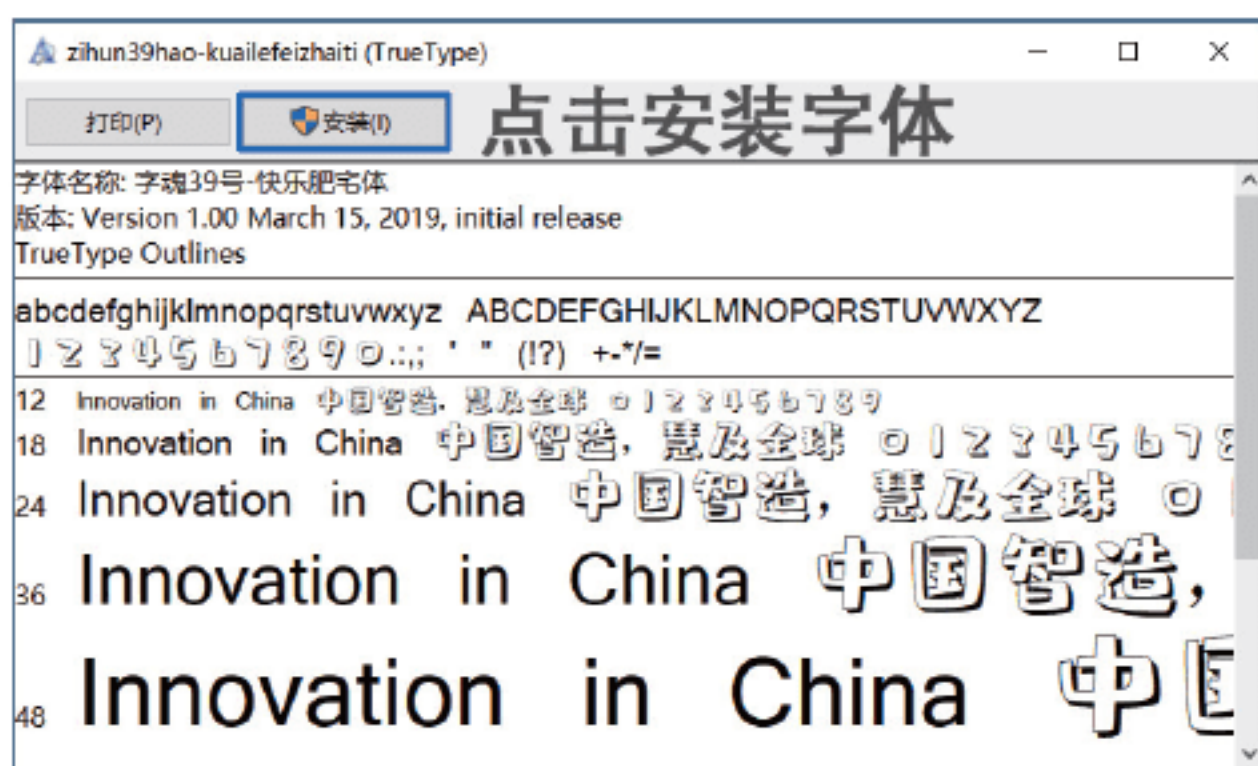 zihun39hao-kuailefeizhaiti (TrueType)
打印(P) 安装(I) 点击安装字体
字体名称: 字魂39号-快乐肥宅体
版本: Version 1.00 March 15, 2019, initial release
TrueType Outlines
abcdefghijklmnopqrstuvwxyz ABCDEFGHIJKLMNOPQRSTUVWXYZ
1234567890.:,; ' " (!?) +-*/=
12 Innovation in China 中国智造，慧及全球 0123456789
18 Innovation in China 中国智造，慧及全球 012345678
24 Innovation in China 中国智造，慧及全球 0
36 Innovation in China 中国智造，
48 Innovation in China 中国